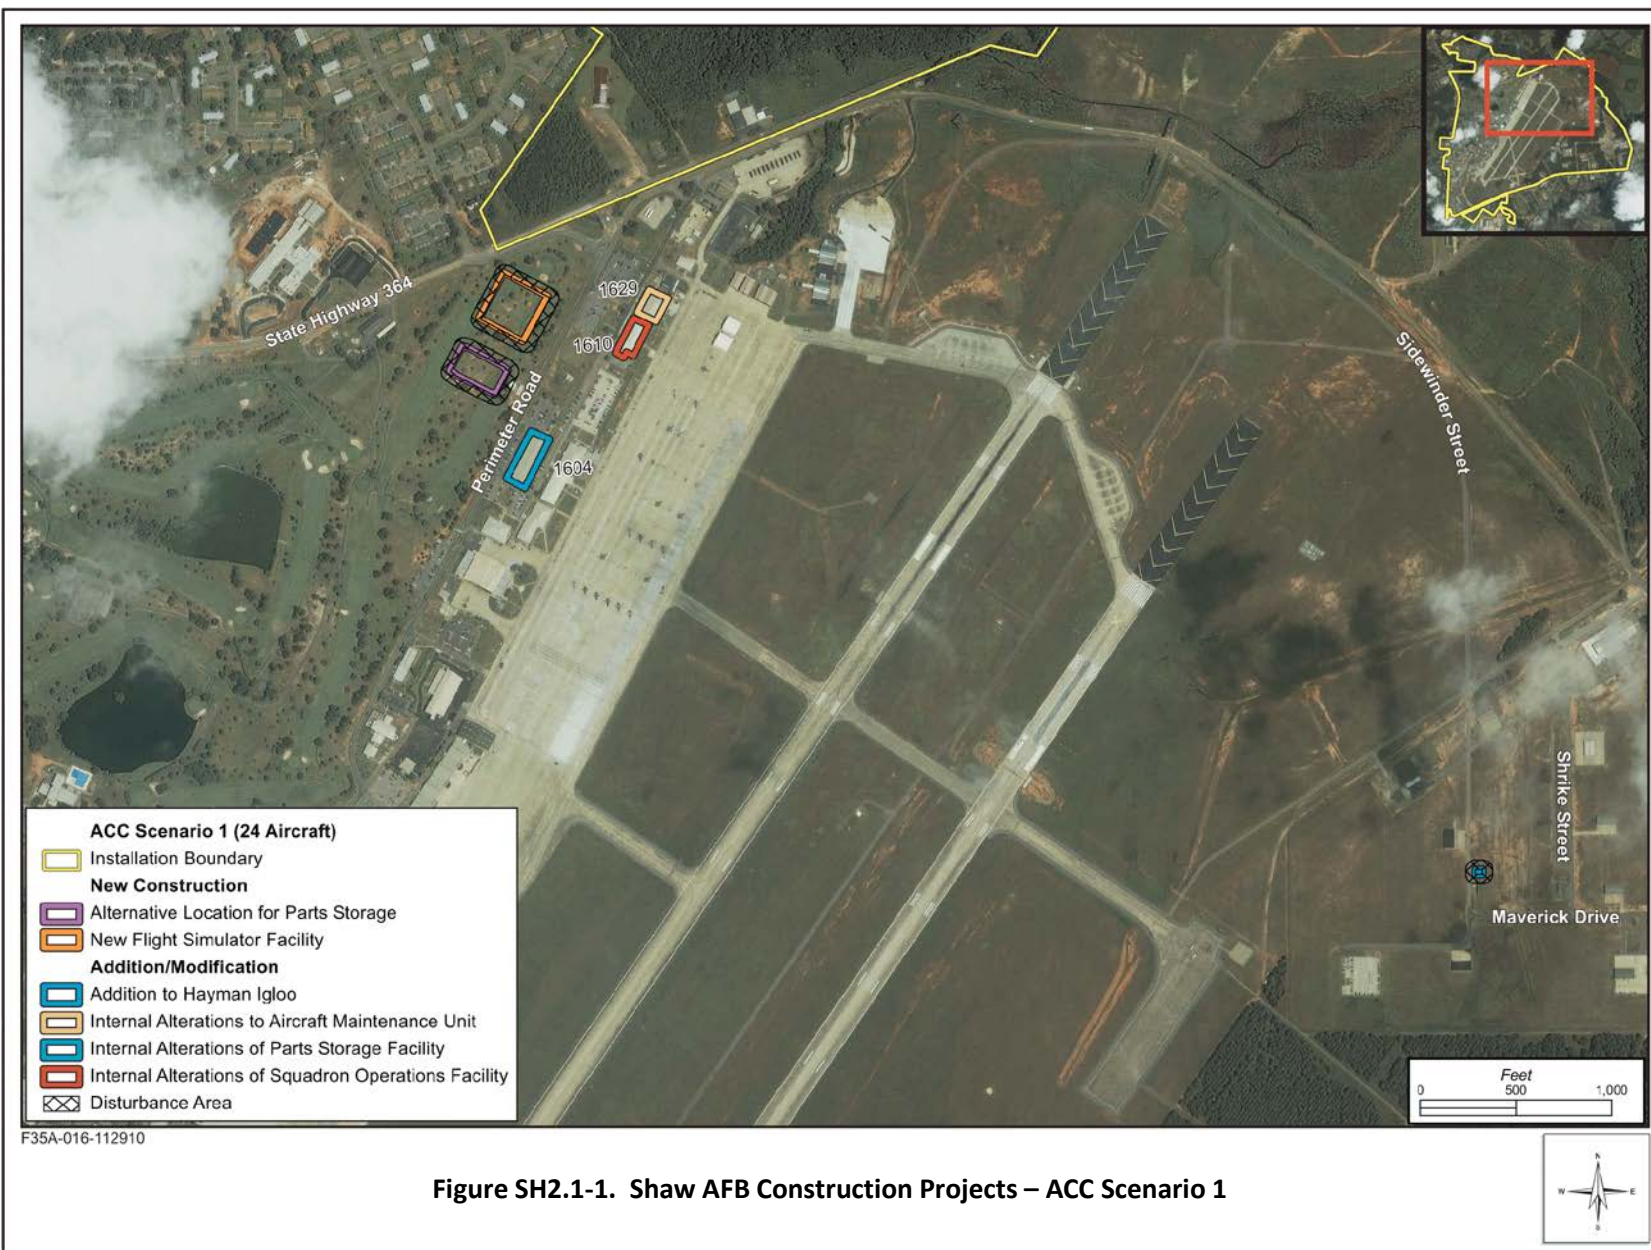 State Highway 364
1629
1610
Perimeter Road
1604
Sidewinder Street
Shrike Street
Maverick Drive
ACC Scenario 1 (24 Aircraft)
Installation Boundary
New Construction
Alternative Location for Parts Storage
New Flight Simulator Facility
Addition/Modification
Addition to Hayman Igloo
Internal Alterations to Aircraft Maintenance Unit
Internal Alterations of Parts Storage Facility
Internal Alterations of Squadron Operations Facility
Disturbance Area
Feet
0 500 1,000
F35A-016-112910
N
W E
S
Figure SH2.1-1. Shaw AFB Construction Projects – ACC Scenario 1